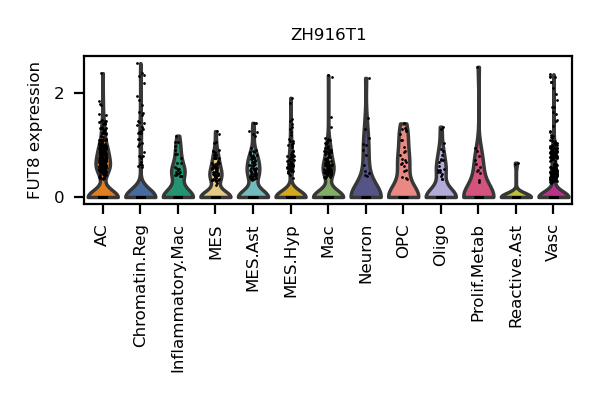 ZH916T1
FUT8 expression
2
0
AC
Chromatin.Reg
Inflammatory.Mac
MES
MES.Ast
MES.Hyp
Mac
Neuron
OPC
Oligo
Prolif.Metab
Reactive.Ast
Vasc